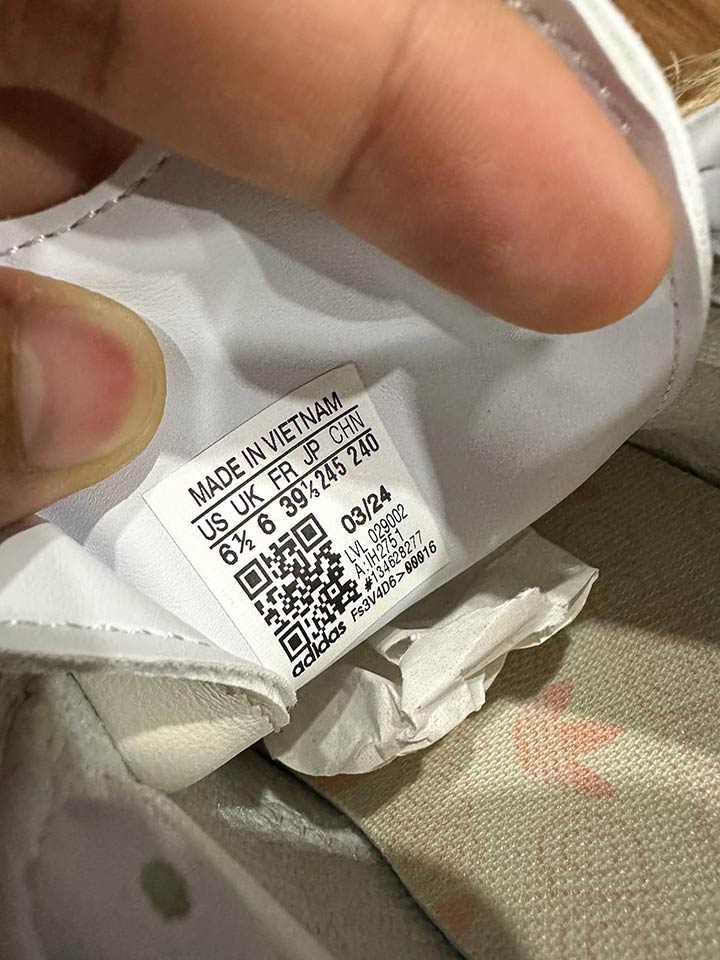 MADE IN VIETNAM
US UK FR JP CHN
6½ 6 39⅓ 245 240
03/24
LVL 029002
A:IH2751
#134628277
Fs3V4D6>00016
adidas